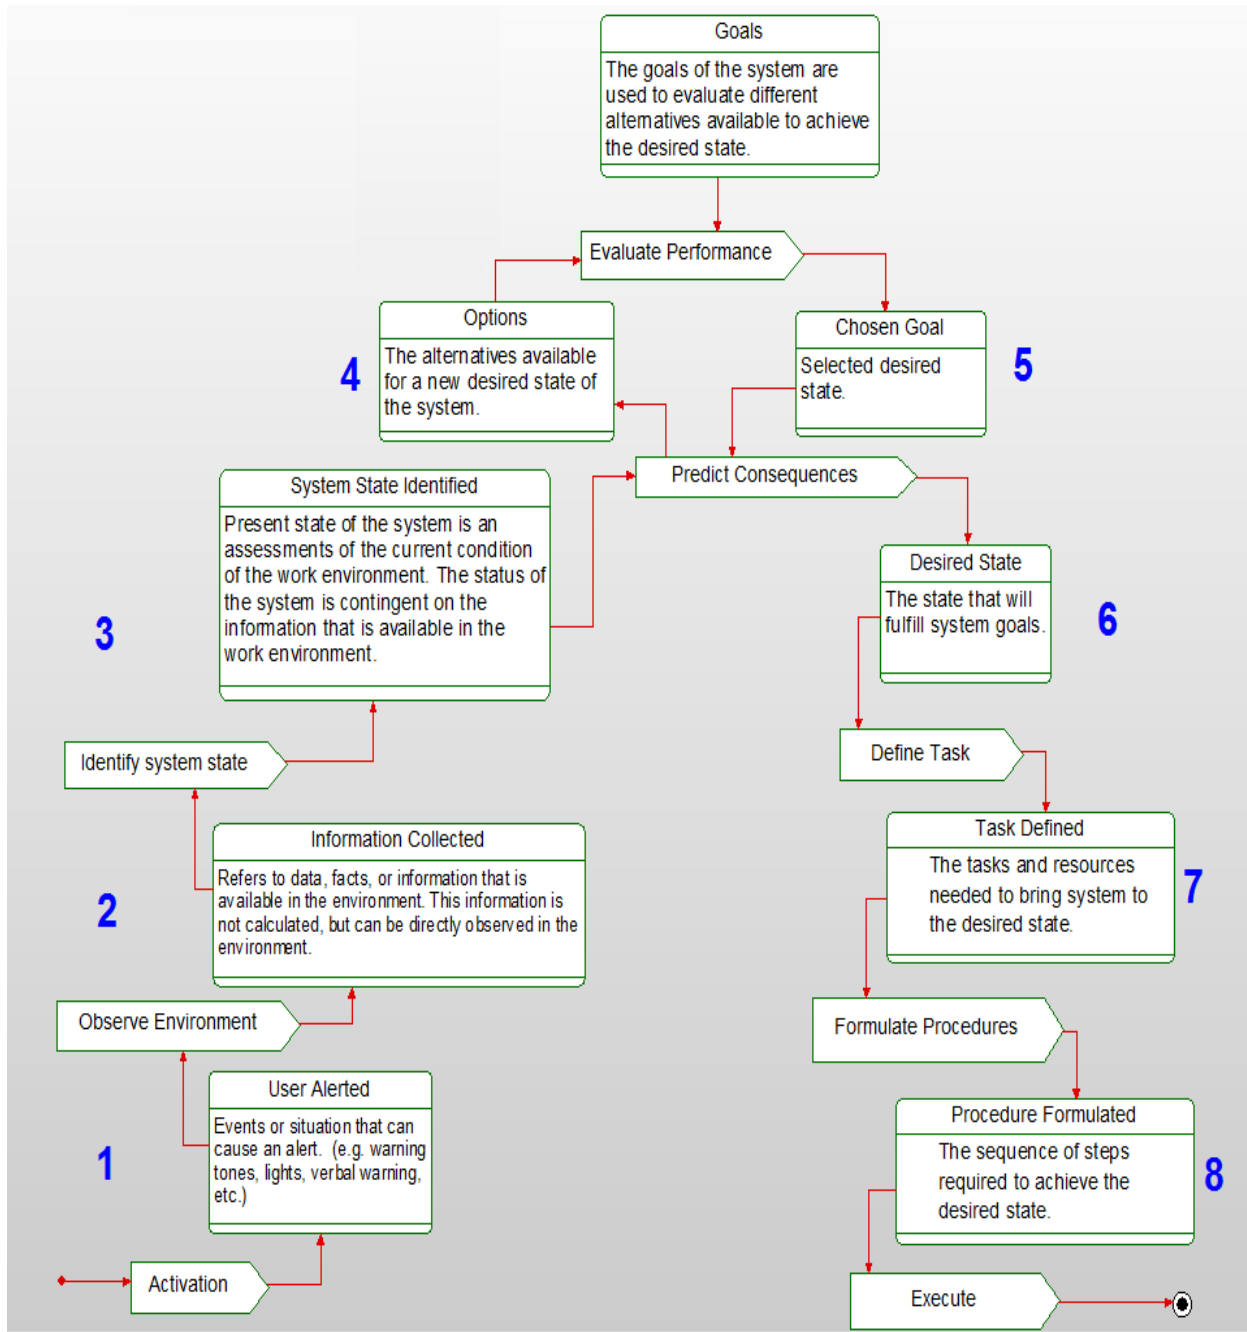 Goals
The goals of the system are
used to evaluate different
alternatives available to achieve
the desired state.
Evaluate Performance
Options
The alternatives available
for a new desired state of
the system.
4
Chosen Goal
Selected desired
state.
5
Predict Consequences
System State Identified
Present state of the system is an
assessments of the current condition
of the work environment. The status of
the system is contingent on the
information that is available in the
work environment.
3
Desired State
The state that will
fulfill system goals.
6
Identify system state
Define Task
Information Collected
Refers to data, facts, or information that is
available in the environment. This information is
not calculated, but can be directly observed in the
environment.
2
Task Defined
The tasks and resources
needed to bring system to
the desired state.
7
Observe Environment
Formulate Procedures
User Alerted
Events or situation that can
cause an alert. (e.g. warning
tones, lights, verbal warning,
etc.)
1
Procedure Formulated
The sequence of steps
required to achieve the
desired state.
8
Activation
Execute